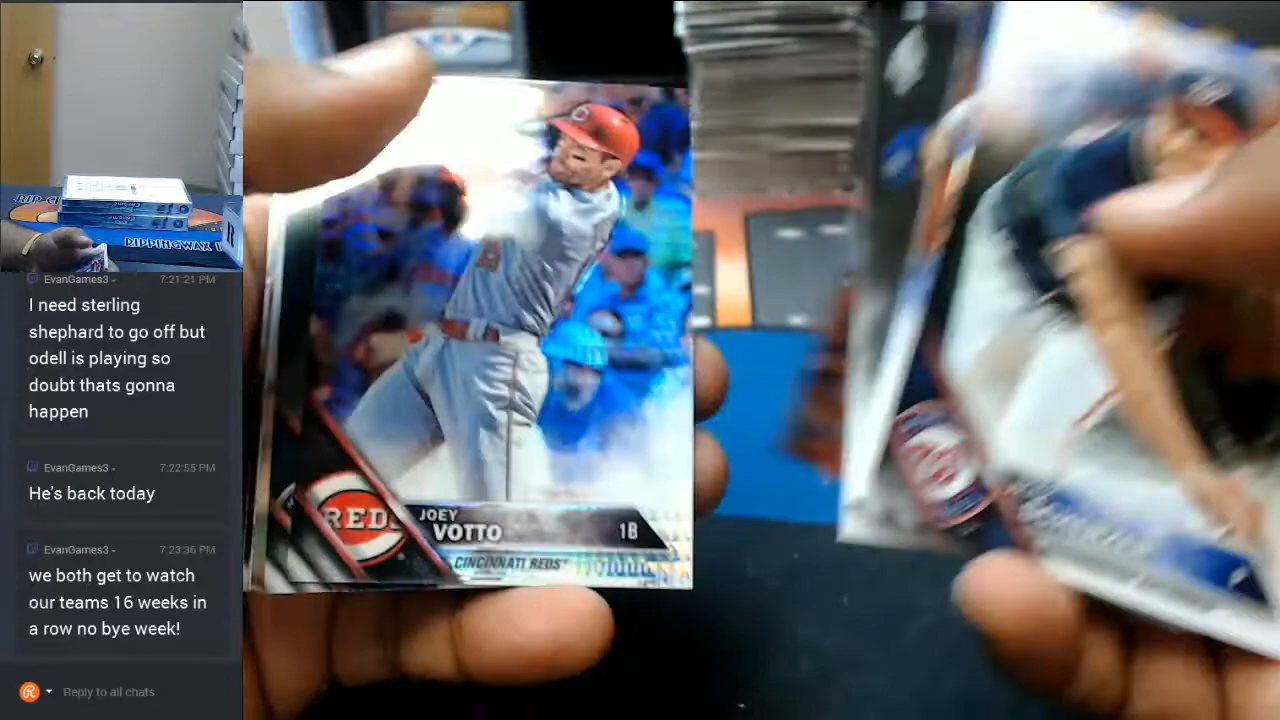 RIPPINGWAX
EvanGames3 7:21:21 PM
I need sterling
shephard to go off but
odell is playing so
doubt thats gonna
happen
EvanGames3 7:22:55 PM
He's back today
EvanGames3 7:23:36 PM
we both get to watch
our teams 16 weeks in
a row no bye week!
Reply to all chats
REDS
JOEY
VOTTO 1B
CINCINNATI REDS